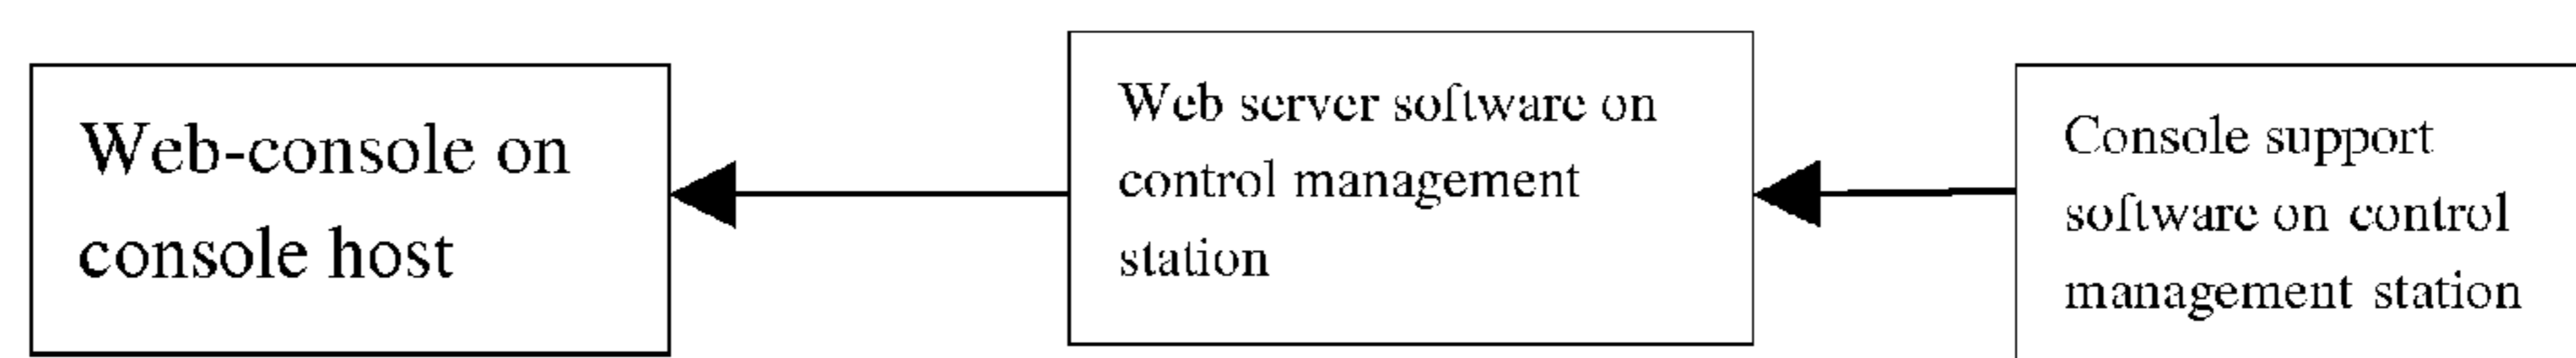 Web-console on
console host
Web server software on
control management
station
Console support
software on control
management station